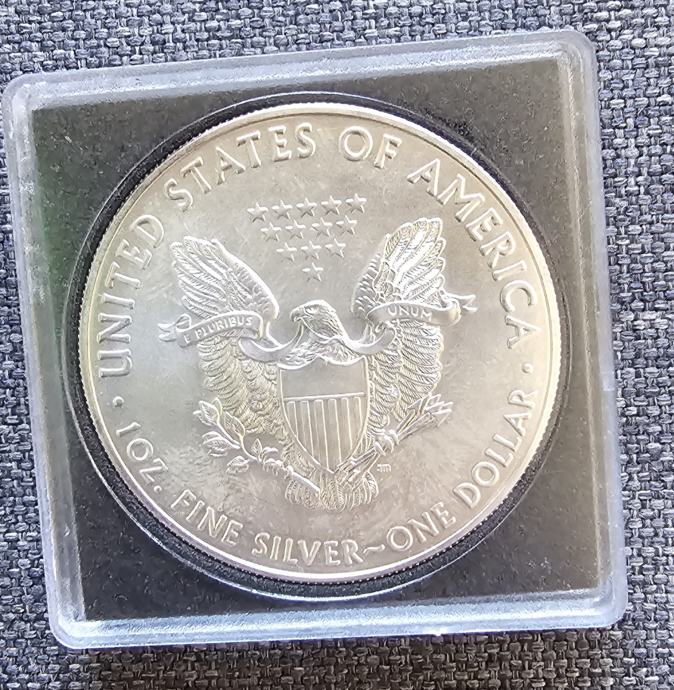 UNITED STATES OF AMERICA
E PLURIBUS UNUM
• 1 OZ. FINE SILVER~ONE DOLLAR •